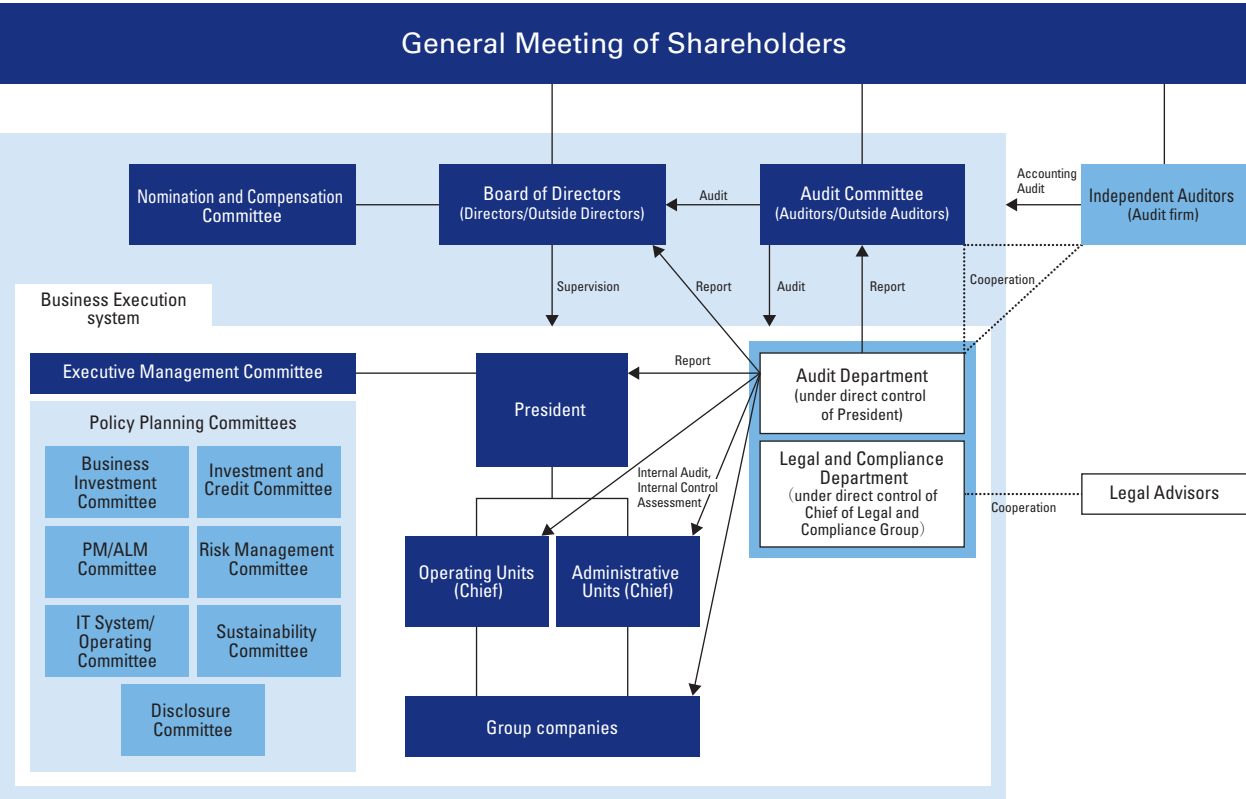 General Meeting of Shareholders
Nomination and Compensation
Committee
Board of Directors
(Directors/Outside Directors)
Audit
Audit Committee
(Auditors/Outside Auditors)
Accounting
Audit
Independent Auditors
(Audit firm)
Supervision
Report
Audit
Report
Cooperation
Business Execution
system
Executive Management Committee
President
Report
Audit Department
(under direct control
of President)
Policy Planning Committees
Business
Investment
Committee
Investment and
Credit Committee
PM/ALM
Committee
Risk Management
Committee
IT System/
Operating
Committee
Sustainability
Committee
Disclosure
Committee
Internal Audit,
Internal Control
Assessment
Legal and Compliance
Department
(under direct control of
Chief of Legal and
Compliance Group)
Cooperation
Legal Advisors
Operating Units
(Chief)
Administrative
Units (Chief)
Group companies